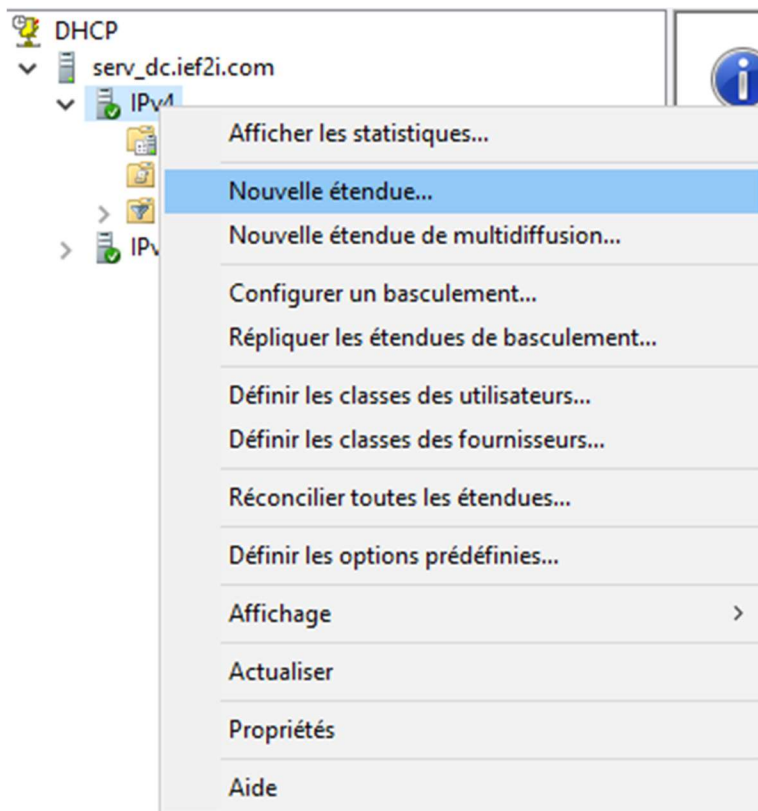 DHCP
serv_dc.ief2i.com
IPv4
Afficher les statistiques...
Nouvelle étendue...
Nouvelle étendue de multidiffusion...
Configurer un basculement...
Répliquer les étendues de basculement...
Définir les classes des utilisateurs...
Définir les classes des fournisseurs...
Réconcilier toutes les étendues...
Définir les options prédéfinies...
Affichage
Actualiser
Propriétés
Aide